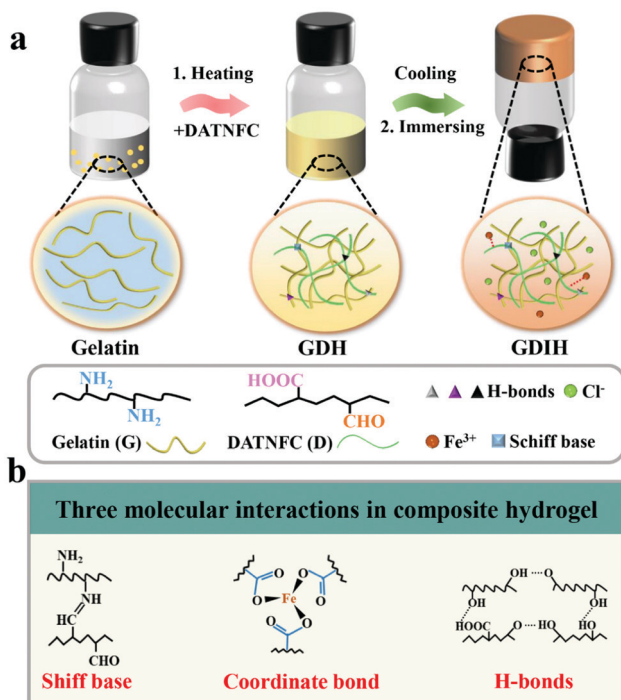 a
1. Heating
+DATNFC
Cooling
2. Immersing
Gelatin
GDH
GDIH
NH₂
NH₂
Gelatin (G)
HOOC
CHO
DATNFC (D)
H-bonds
Cl⁻
Fe³⁺
Schiff base
b
Three molecular interactions in composite hydrogel
NH₂
NH
HC
CHO
Shiff base
O
O
O
Fe
O
O
O
Coordinate bond
OH
O
OH
OH
HOOC
O
HO
HO
H-bonds